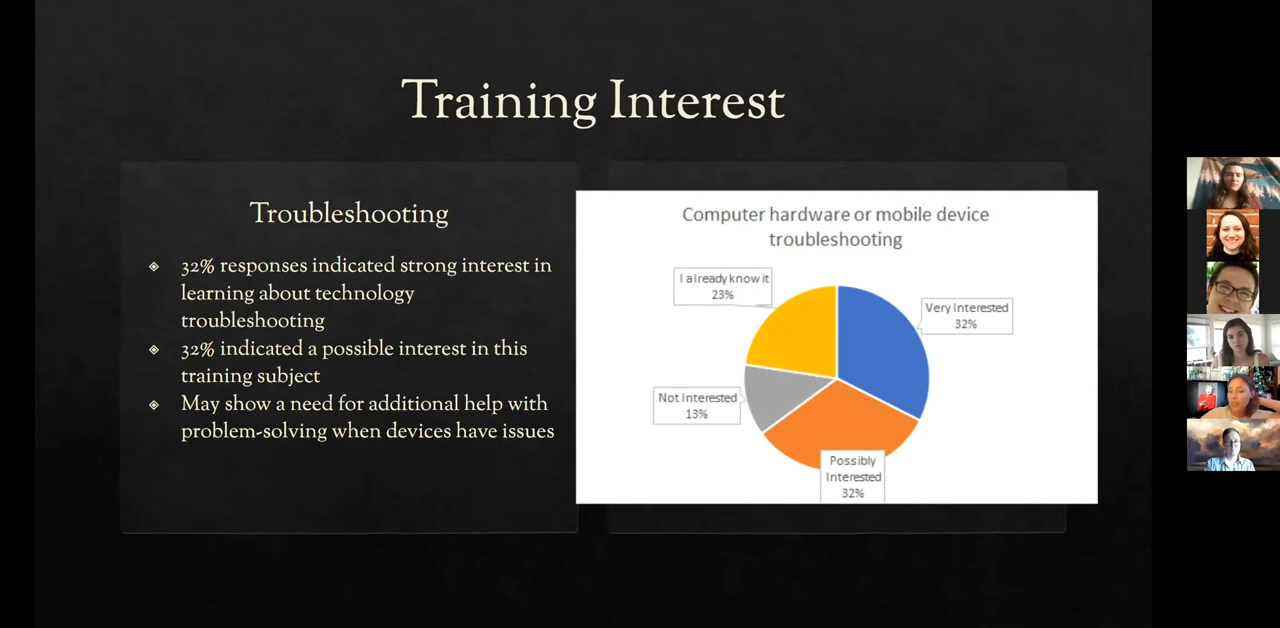 Training Interest
Troubleshooting
32% responses indicated strong interest in
learning about technology
troubleshooting
32% indicated a possible interest in this
training subject
May show a need for additional help with
problem-solving when devices have issues
Computer hardware or mobile device
troubleshooting
I already know it
23%
Very Interested
32%
Not Interested
13%
Possibly
Interested
32%